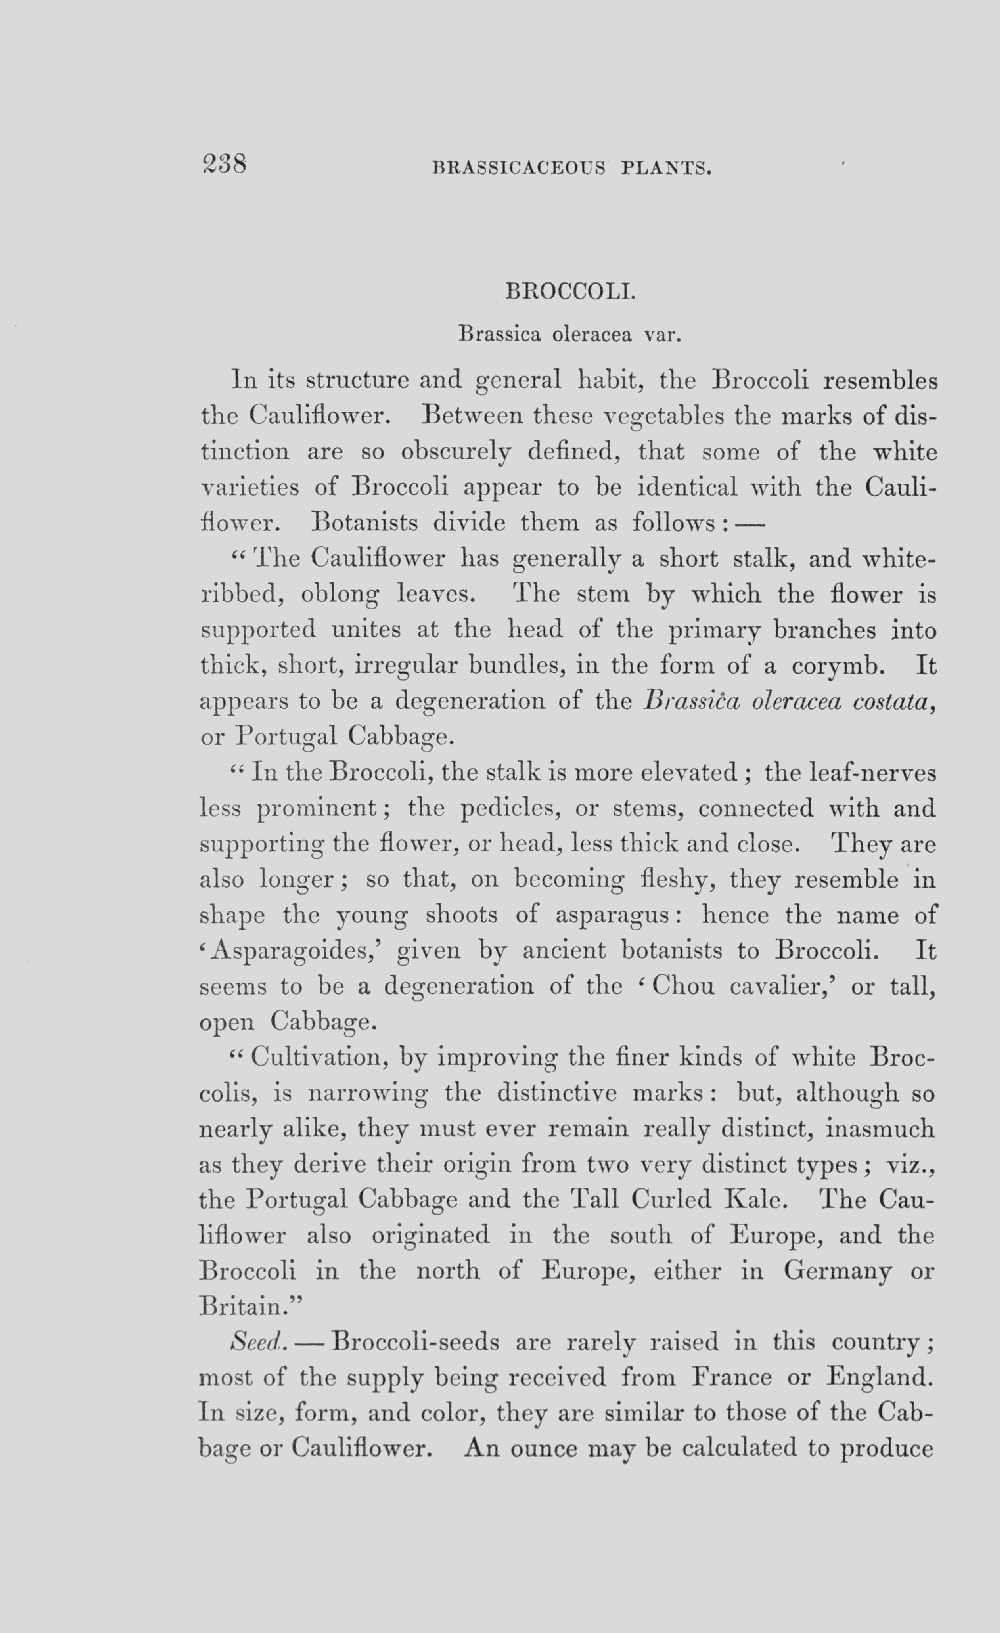 238 BRASSICACEOUS PLANTS.
BROCCOLI.
Brassica oleracea var.
In its structure and general habit, the Broccoli resembles
the Cauliflower. Between these vegetables the marks of dis-
tinction are so obscurely defined, that some of the white
varieties of Broccoli appear to be identical with the Cauli-
flower. Botanists divide them as follows : —
“ The Cauliflower has generally a short stalk, and white-
ribbed, oblong leaves. The stem by which the flower is
supported unites at the head of the primary branches into
thick, short, irregular bundles, in the form of a corymb. It
appears to be a degeneration of the Brassica oleracea costata,
or Portugal Cabbage.
“ In the Broccoli, the stalk is more elevated ; the leaf-nerves
less prominent ; the pedicles, or stems, connected with and
supporting the flower, or head, less thick and close. They are
also longer ; so that, on becoming fleshy, they resemble in
shape the young shoots of asparagus : hence the name of
‘ Asparagoides,’ given by ancient botanists to Broccoli. It
seems to be a degeneration of the ‘ Chou cavalier,’ or tall,
open Cabbage.
“ Cultivation, by improving the finer kinds of white Broc-
colis, is narrowing the distinctive marks : but, although so
nearly alike, they must ever remain really distinct, inasmuch
as they derive their origin from two very distinct types ; viz.,
the Portugal Cabbage and the Tall Curled Kale. The Cau-
liflower also originated in the south of Europe, and the
Broccoli in the north of Europe, either in Germany or
Britain.”
Seed. — Broccoli-seeds are rarely raised in this country ;
most of the supply being received from France or England.
In size, form, and color, they are similar to those of the Cab-
bage or Cauliflower. An ounce may be calculated to produce